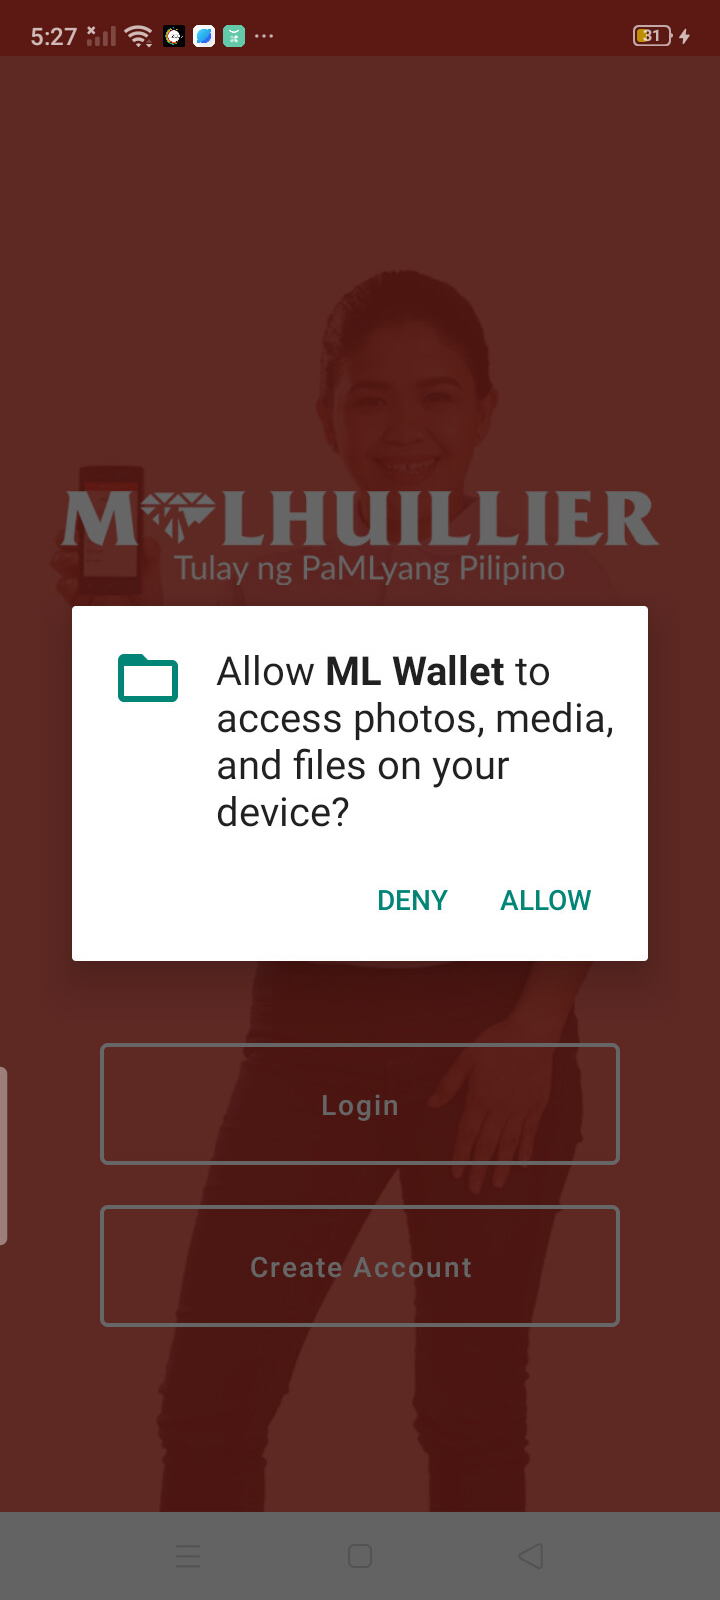 5:27
31
M LHUILLIER
Tulay ng PaMLyang Pilipino
Allow ML Wallet to
access photos, media,
and files on your
device?
DENY ALLOW
Login
Create Account